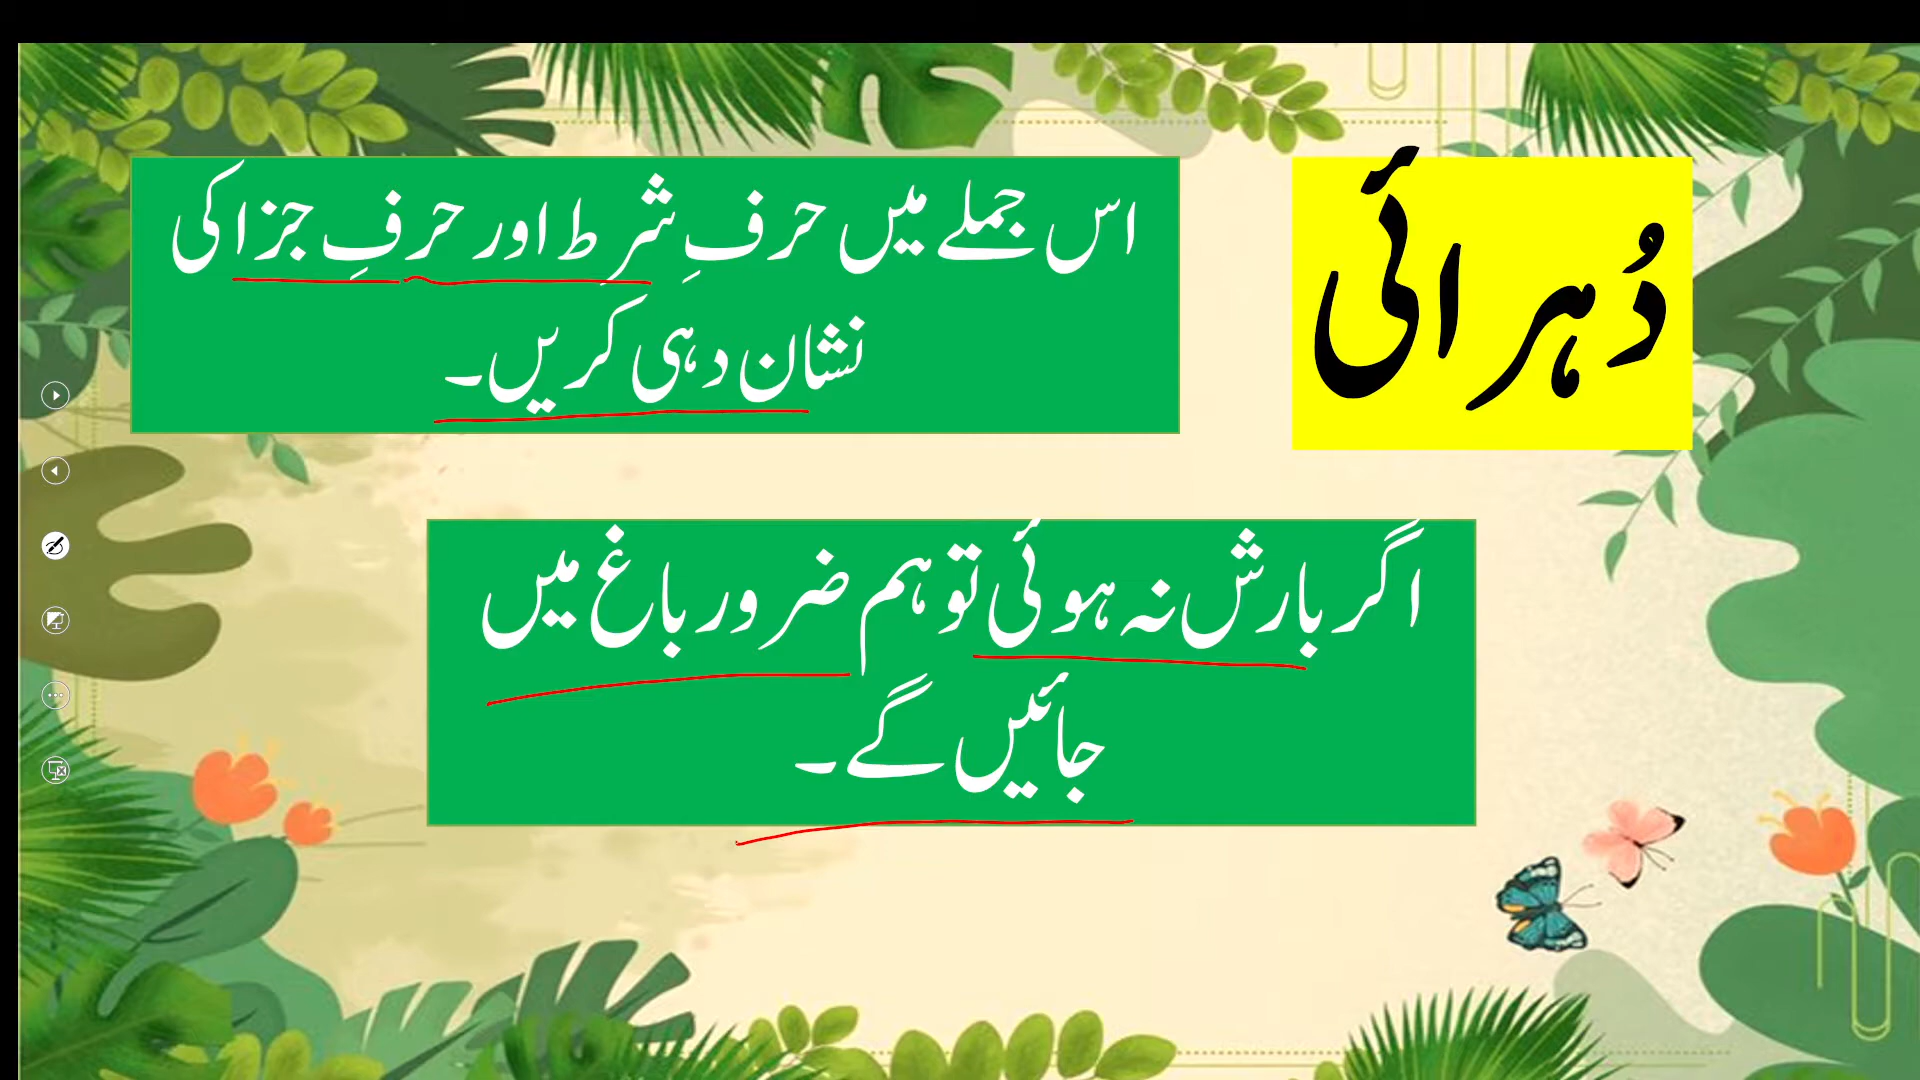 دُہرائی
اس جملے میں حرفِ شرط اور حرفِ جزا کی
نشان دہی کریں۔
اگر بارش نہ ہوئی تو ہم ضرور باغ میں
جائیں گے۔